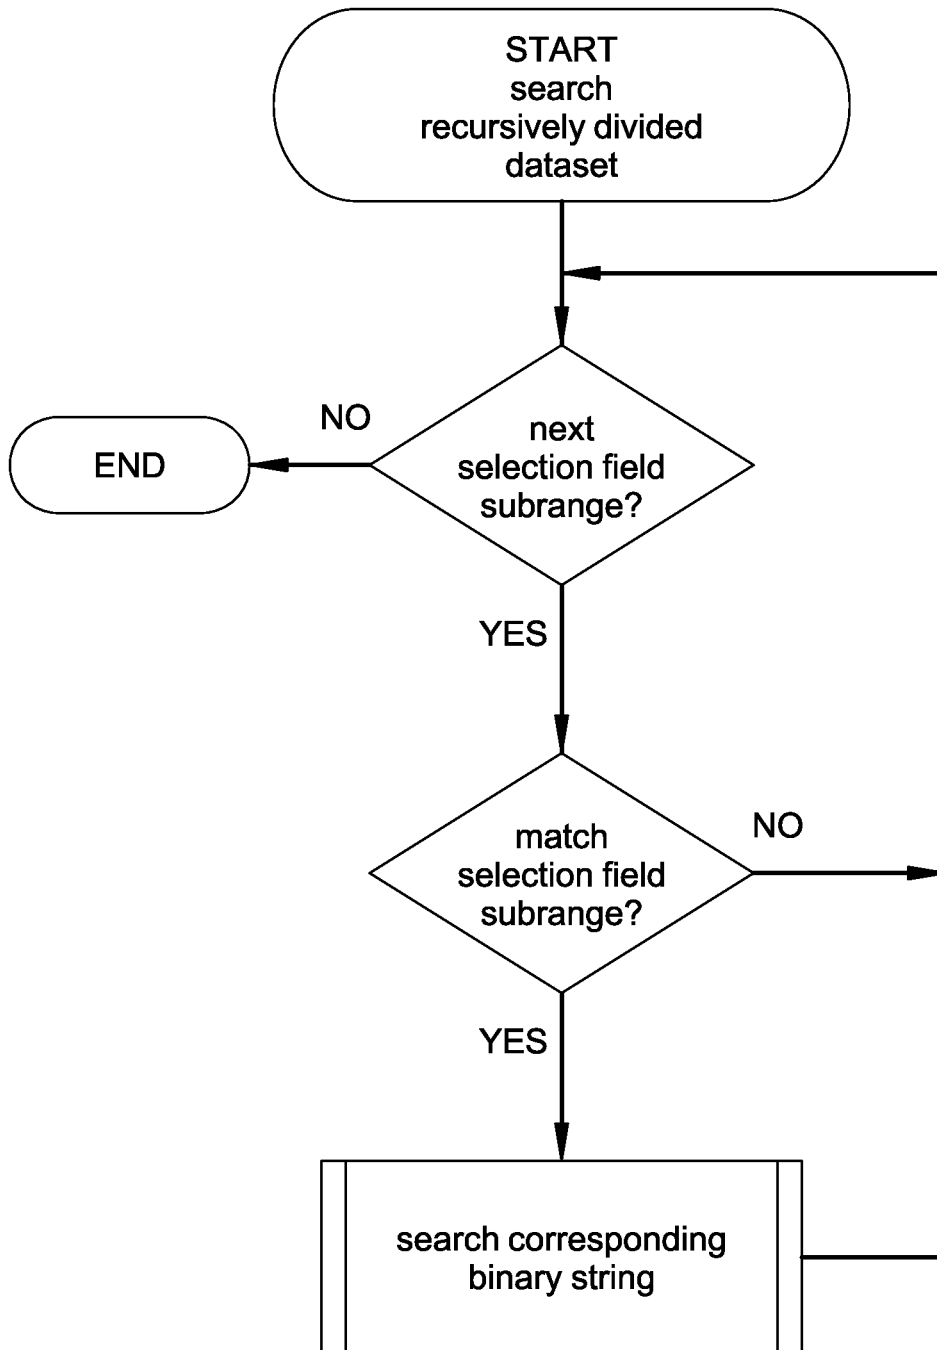 START
search
recursively divided
dataset
NO
next
selection field
subrange?
END
YES
match
selection field
subrange?
NO
YES
search corresponding
binary string